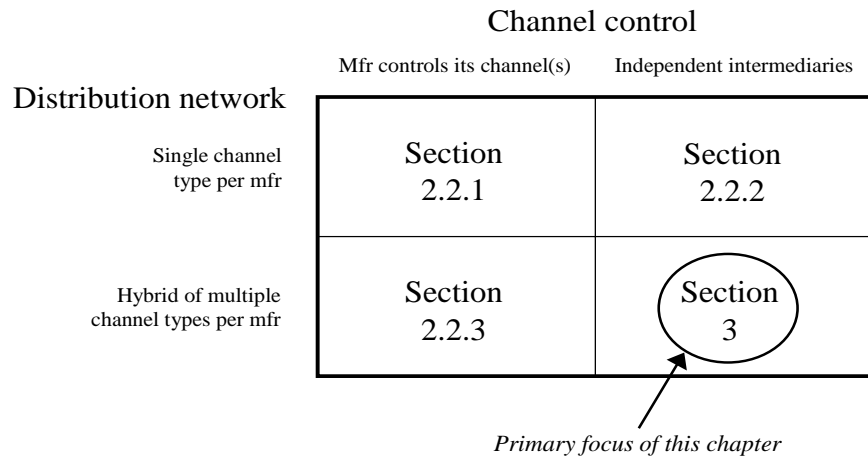 Channel control
Mfr controls its channel(s) Independent intermediaries
Distribution network
Single channel
type per mfr
Section
2.2.1
Section
2.2.2
Hybrid of multiple
channel types per mfr
Section
2.2.3
Section
3
Primary focus of this chapter